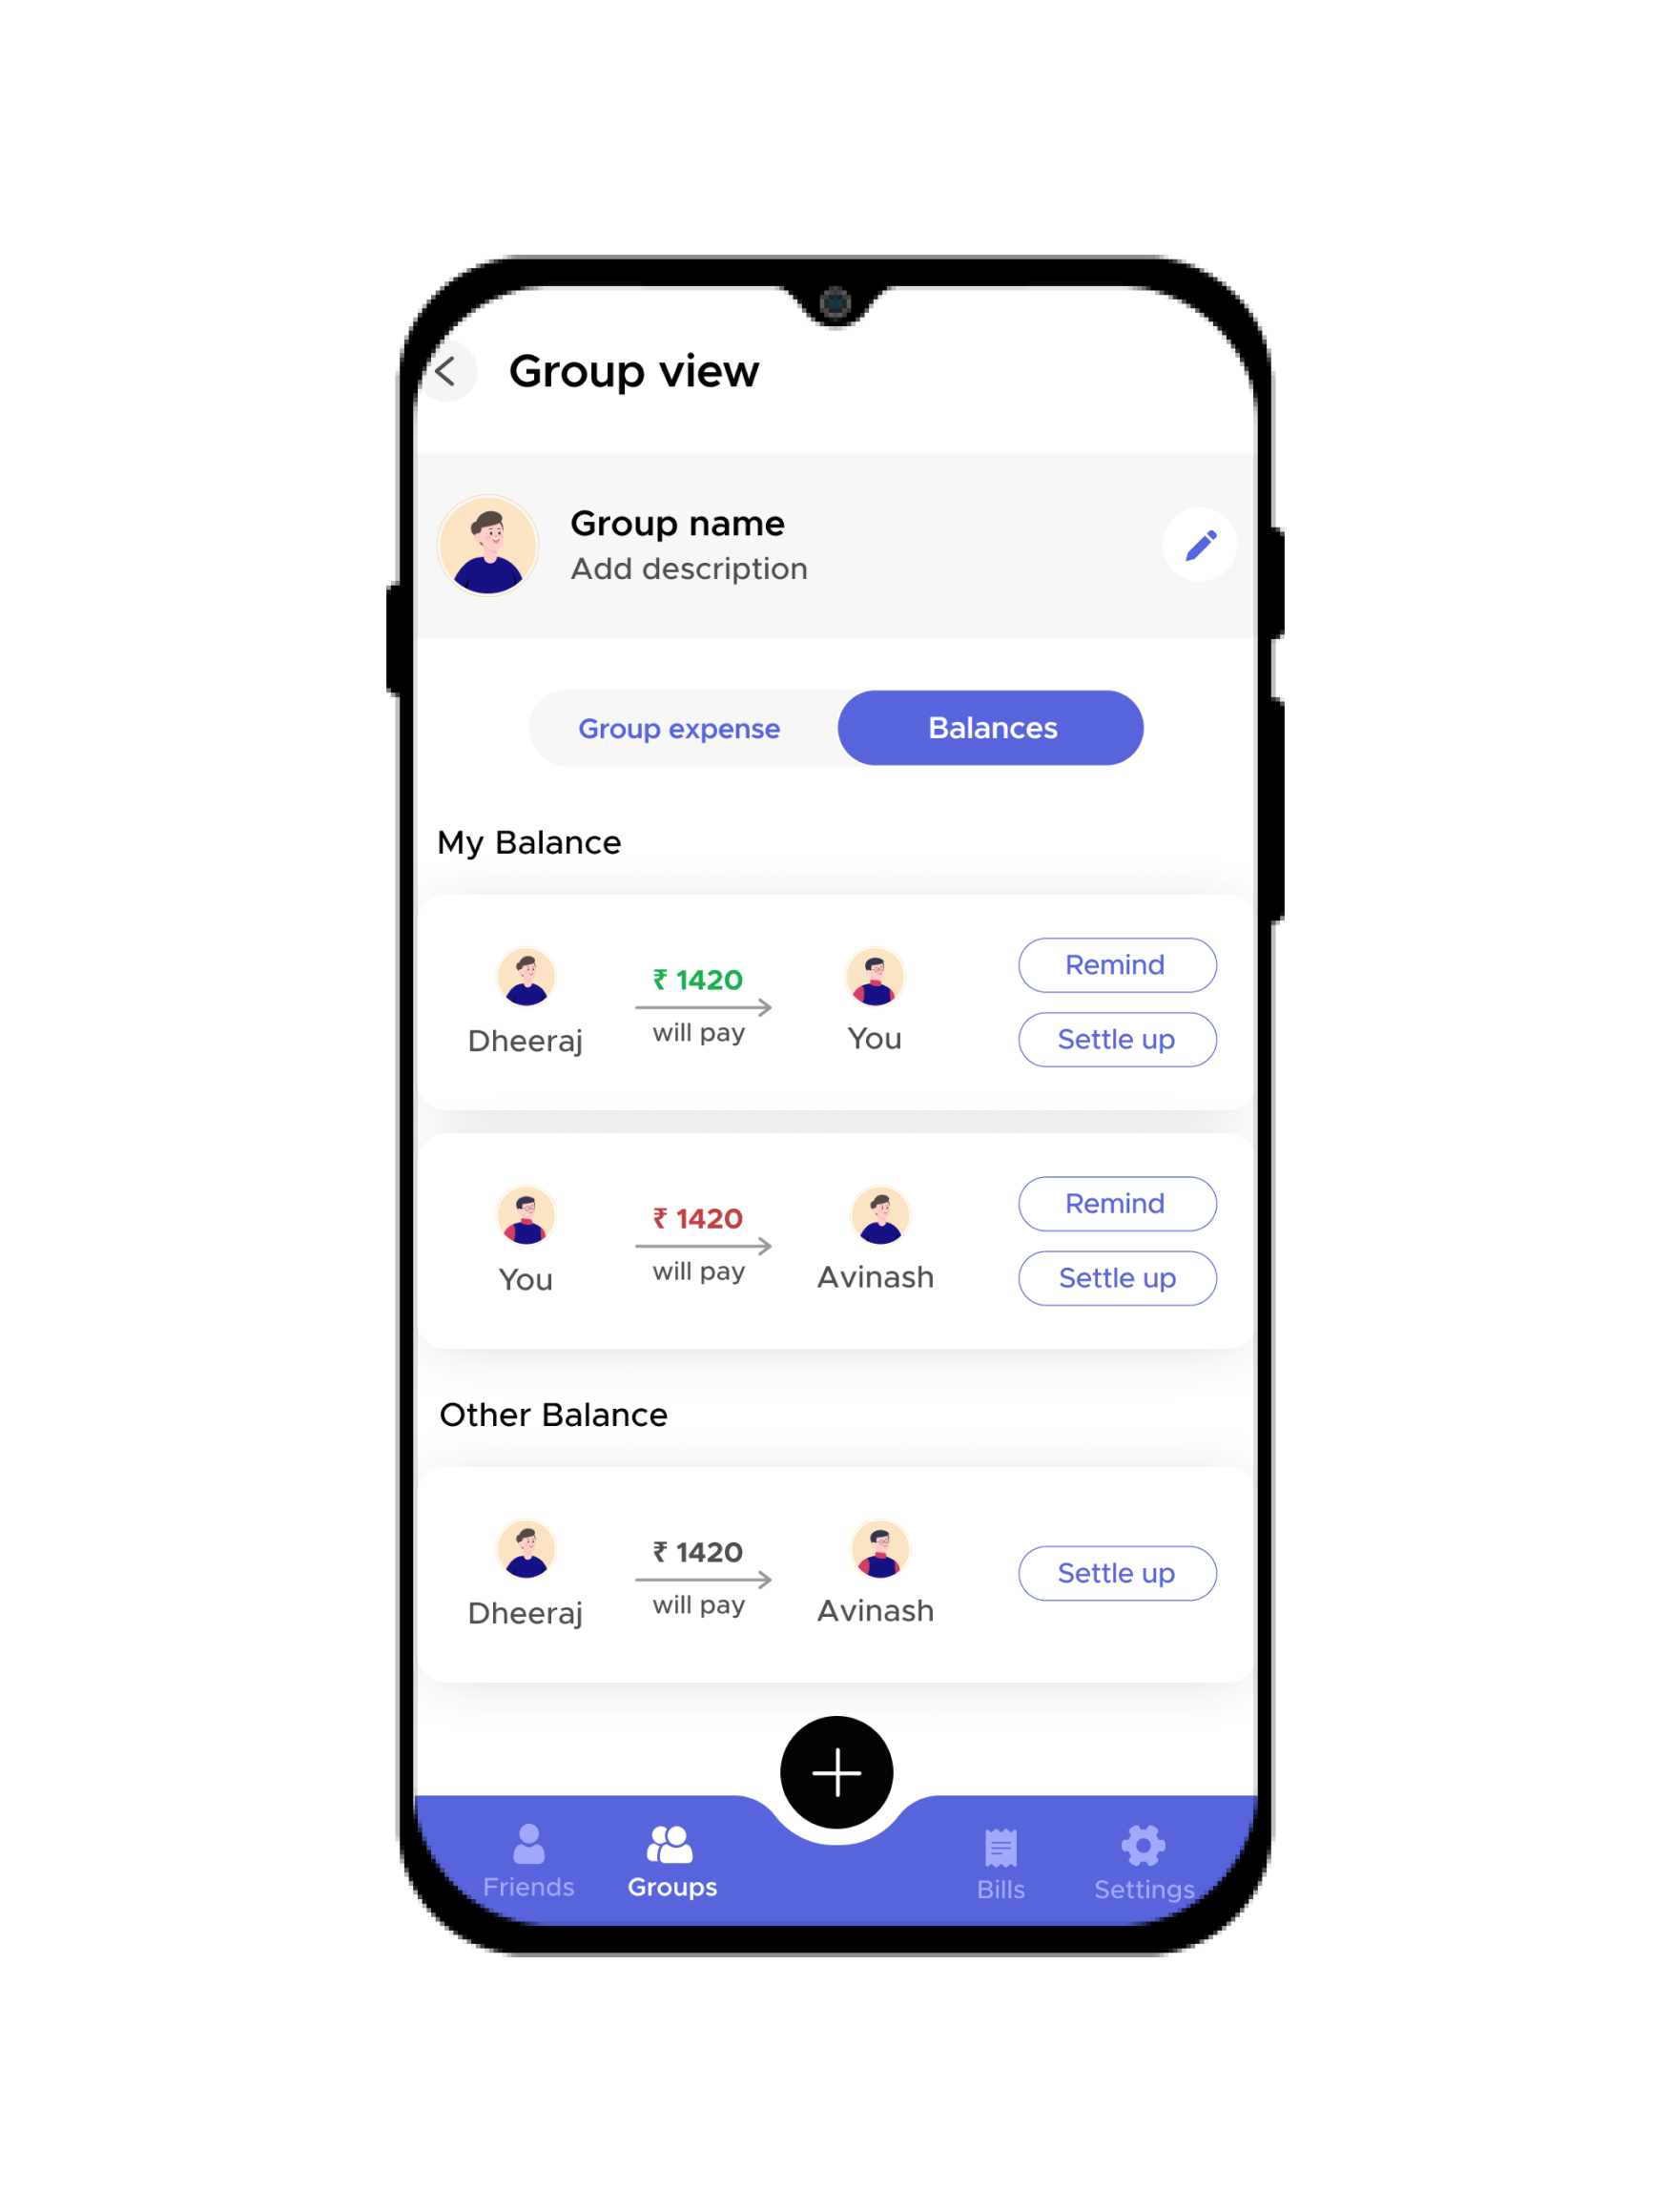 Group view
Group name
Add description
Group expense
Balances
My Balance
₹ 1420
will pay
Dheeraj
You
Remind
Settle up
₹ 1420
will pay
You
Avinash
Remind
Settle up
Other Balance
₹ 1420
will pay
Dheeraj
Avinash
Settle up
Friends
Groups
Bills
Settings